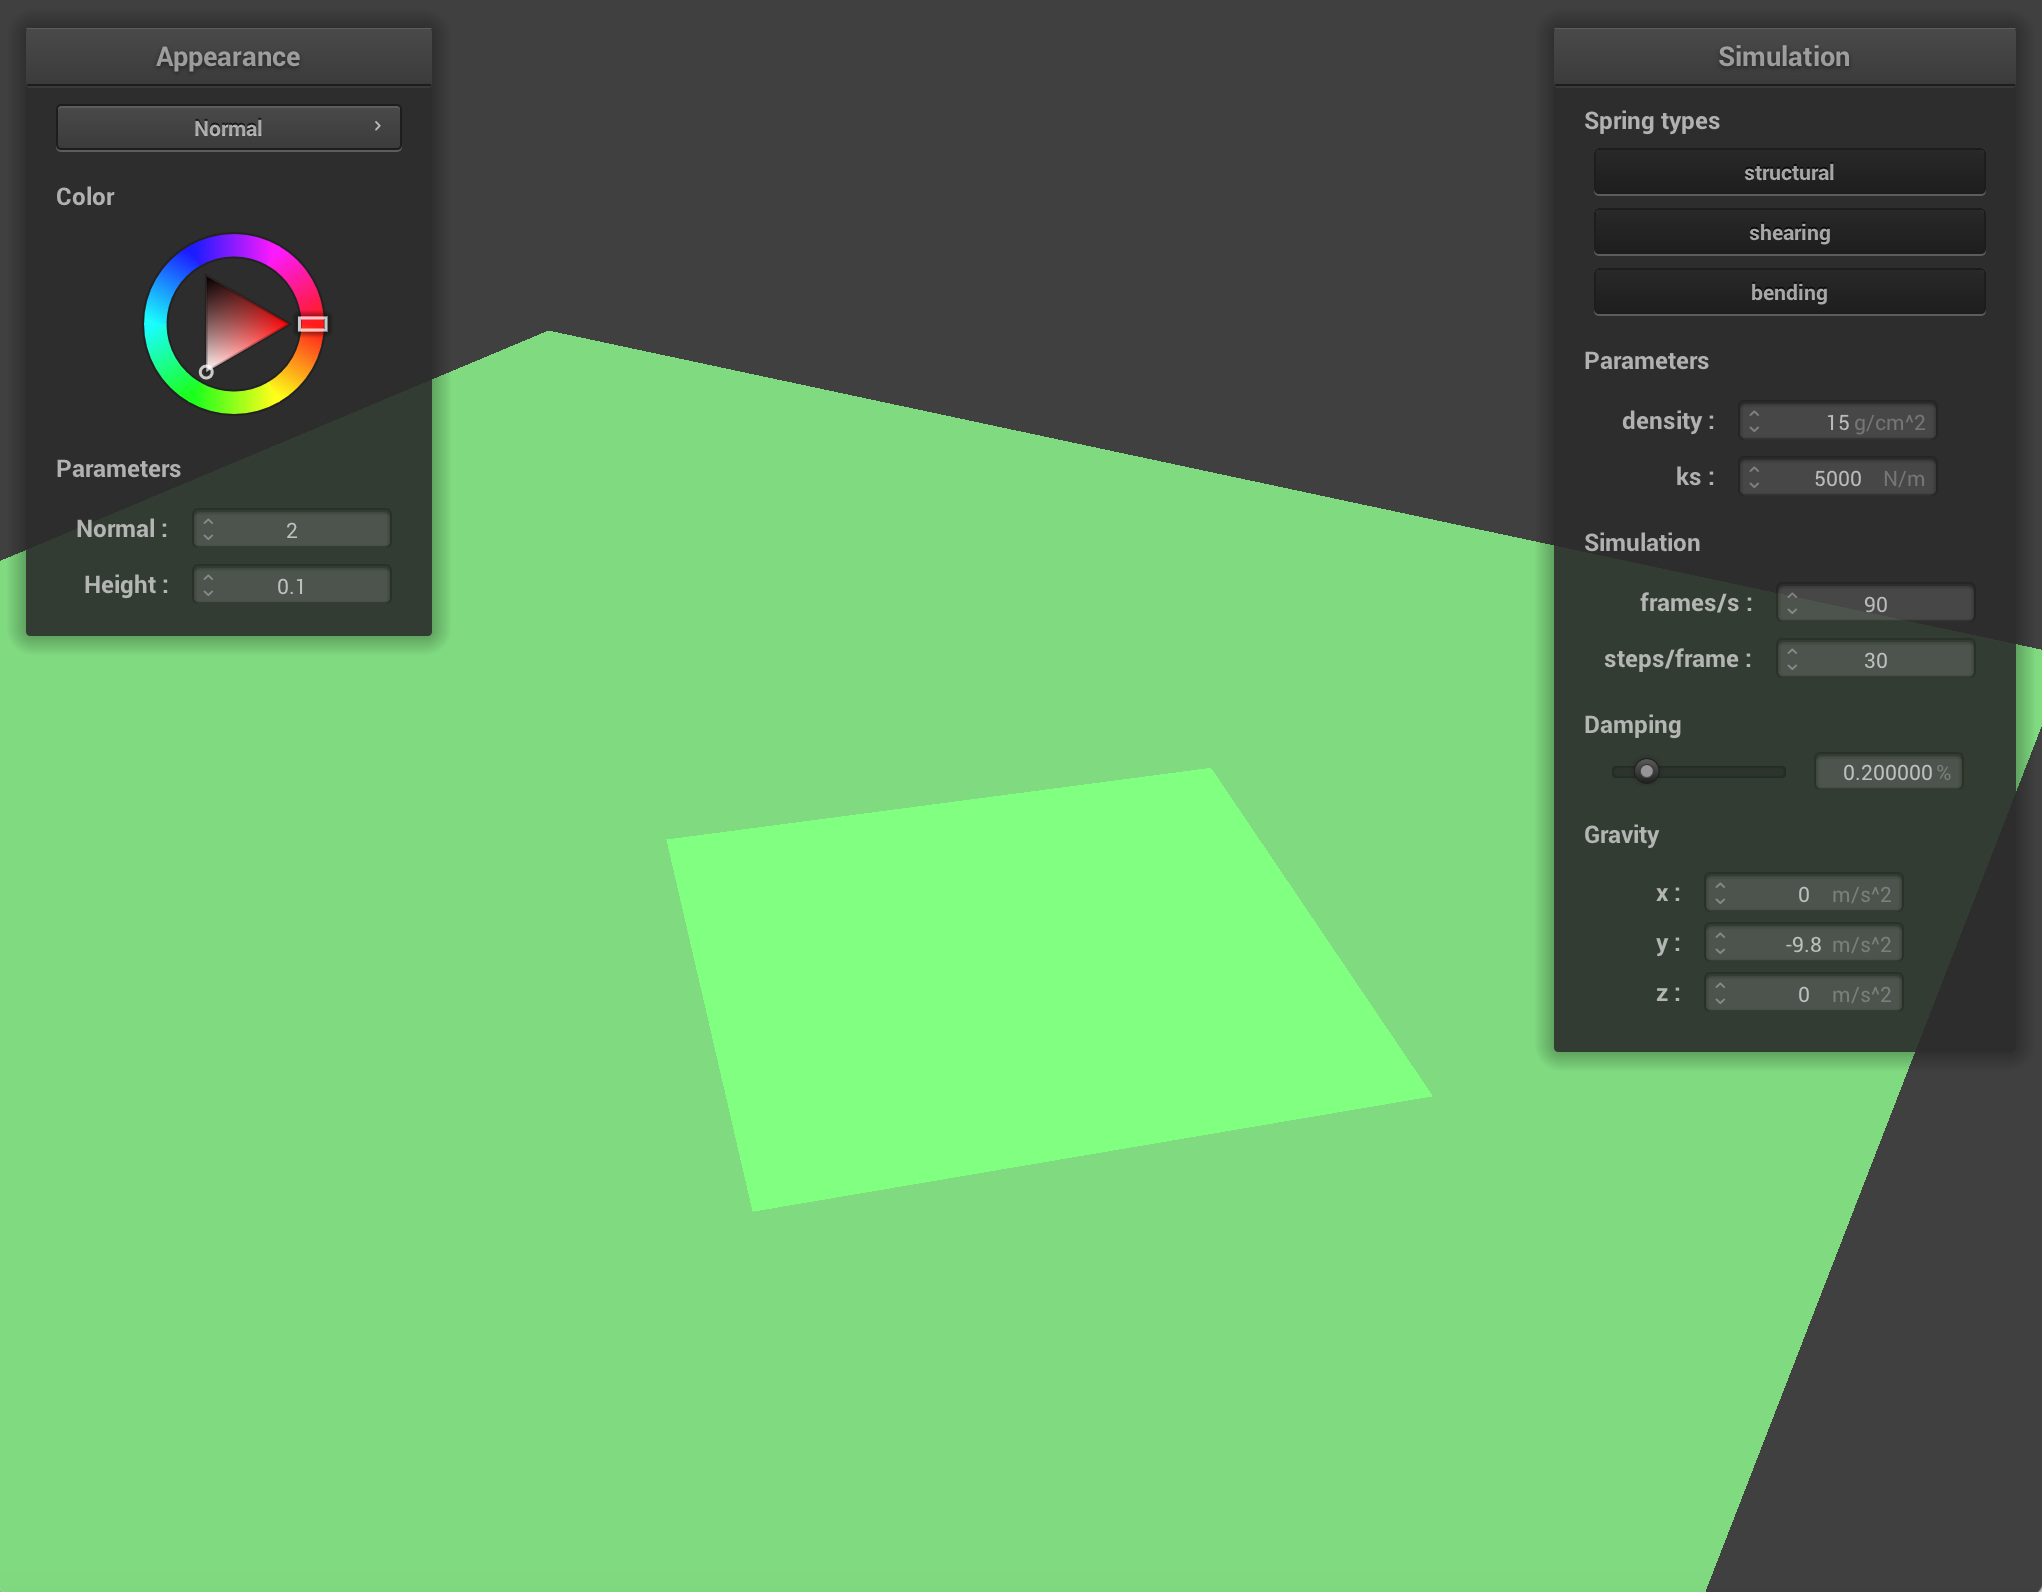 Appearance
Normal
Color
Parameters
Normal : 2
Height : 0.1
Simulation
Spring types
structural
shearing
bending
Parameters
density : 15 g/cm^2
ks : 5000 N/m
Simulation
frames/s : 90
steps/frame : 30
Damping
0.200000 %
Gravity
x : 0 m/s^2
y : -9.8 m/s^2
z : 0 m/s^2